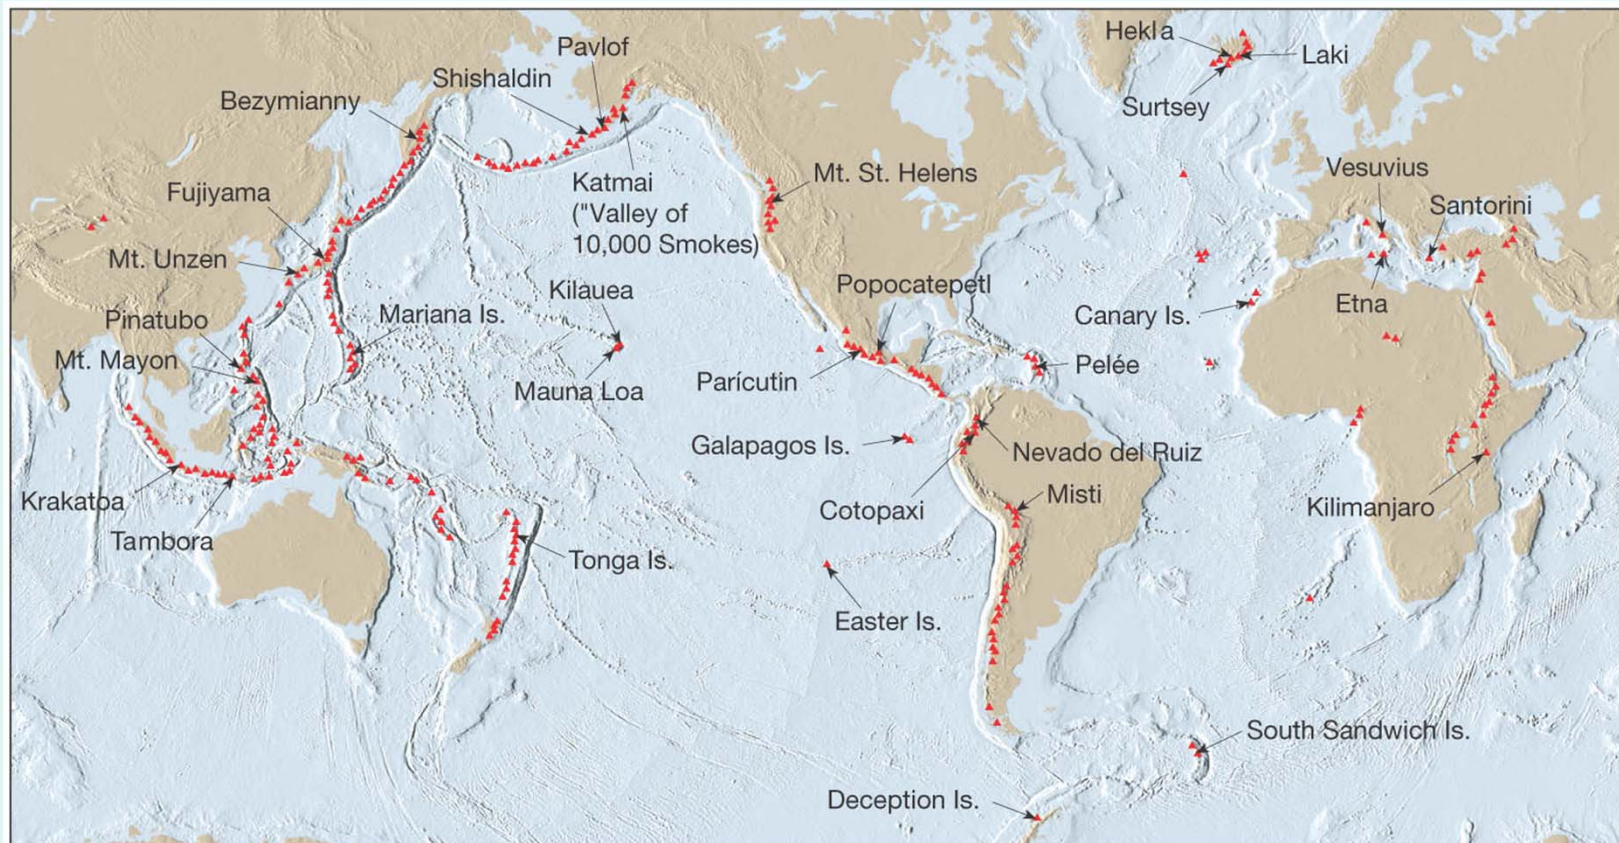 Hekla
Pavlof
Laki
Shishaldin
Bezymianny
Surtsey
Mt. St. Helens
Vesuvius
Katmai
("Valley of
10,000 Smokes)
Fujiyama
Santorini
Mt. Unzen
Popocatepetl
Kilauea
Etna
Mariana Is.
Canary Is.
Pinatubo
Mt. Mayon
Pelée
Parícutin
Mauna Loa
Galapagos Is.
Nevado del Ruiz
Misti
Krakatoa
Kilimanjaro
Cotopaxi
Tambora
Tonga Is.
Easter Is.
South Sandwich Is.
Deception Is.